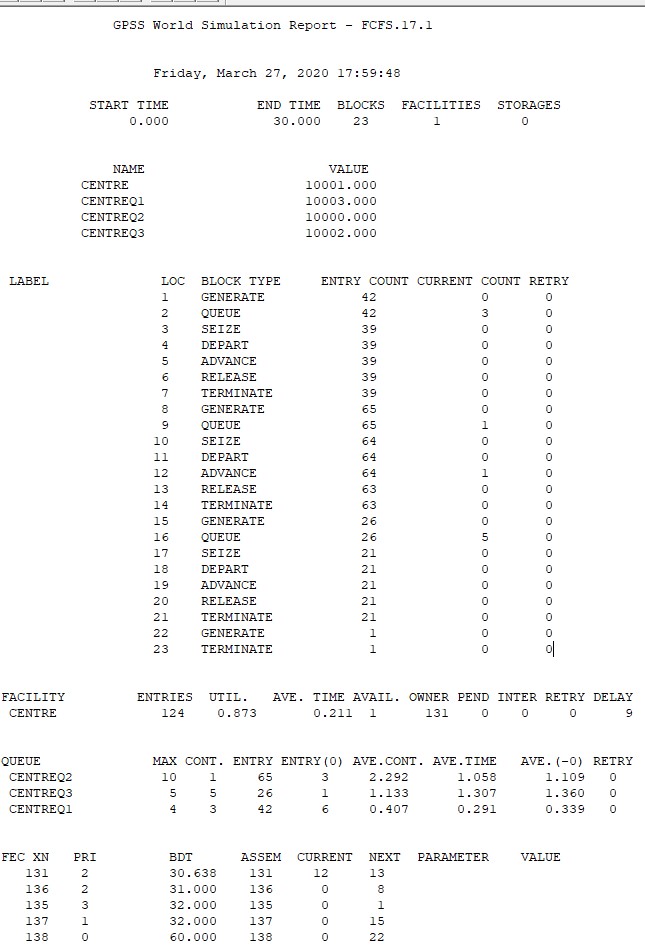 GPSS World Simulation Report - FCFS.17.1
Friday, March 27, 2020 17:59:48
START TIME END TIME BLOCKS FACILITIES STORAGES
0.000 30.000 23 1 0
NAME VALUE
CENTRE 10001.000
CENTREQ1 10003.000
CENTREQ2 10000.000
CENTREQ3 10002.000
LABEL LOC BLOCK TYPE ENTRY COUNT CURRENT COUNT RETRY
1 GENERATE 42 0 0
2 QUEUE 42 3 0
3 SEIZE 39 0 0
4 DEPART 39 0 0
5 ADVANCE 39 0 0
6 RELEASE 39 0 0
7 TERMINATE 39 0 0
8 GENERATE 65 0 0
9 QUEUE 65 1 0
10 SEIZE 64 0 0
11 DEPART 64 0 0
12 ADVANCE 64 1 0
13 RELEASE 63 0 0
14 TERMINATE 63 0 0
15 GENERATE 26 0 0
16 QUEUE 26 5 0
17 SEIZE 21 0 0
18 DEPART 21 0 0
19 ADVANCE 21 0 0
20 RELEASE 21 0 0
21 TERMINATE 21 0 0
22 GENERATE 1 0 0
23 TERMINATE 1 0 0
FACILITY ENTRIES UTIL. AVE. TIME AVAIL. OWNER PEND INTER RETRY DELAY
CENTRE 124 0.873 0.211 1 131 0 0 0 9
QUEUE MAX CONT. ENTRY ENTRY(0) AVE.CONT. AVE.TIME AVE.(-0) RETRY
CENTREQ2 10 1 65 3 2.292 1.058 1.109 0
CENTREQ3 5 5 26 1 1.133 1.307 1.360 0
CENTREQ1 4 3 42 6 0.407 0.291 0.339 0
FEC XN PRI BDT ASSEM CURRENT NEXT PARAMETER VALUE
131 2 30.638 131 12 13
136 2 31.000 136 0 8
135 3 32.000 135 0 1
137 1 32.000 137 0 15
138 0 60.000 138 0 22